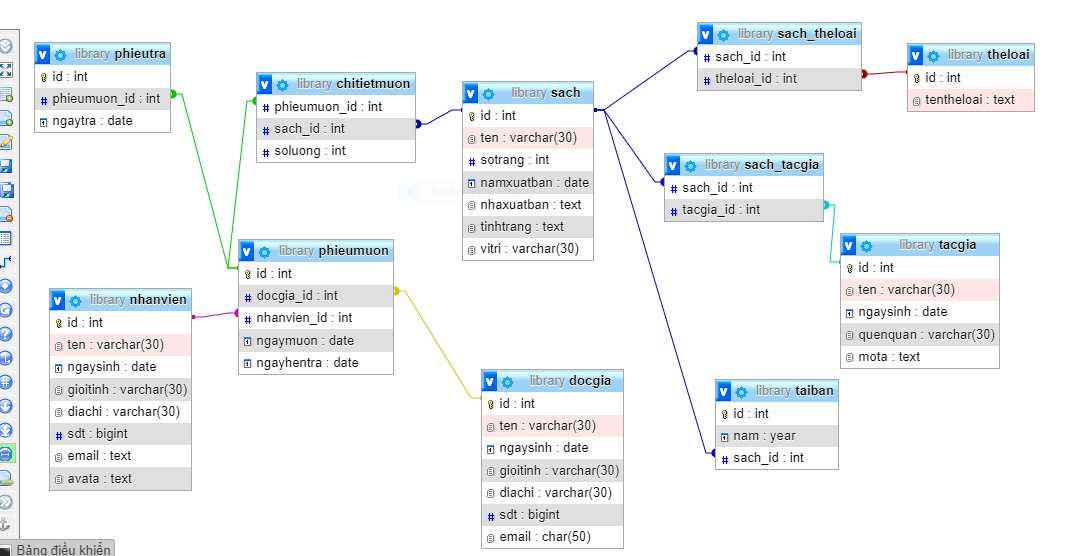 library phieutra
id : int
phieumuon_id : int
ngaytra : date
library chitietmuon
phieumuon_id : int
sach_id : int
soluong : int
library sach
id : int
ten : varchar(30)
sotrang : int
namxuatban : date
nhaxuatban : text
tinhtrang : text
vitri : varchar(30)
library sach_theloai
sach_id : int
theloai_id : int
library theloai
id : int
tentheloai : text
library sach_tacgia
sach_id : int
tacgia_id : int
library tacgia
id : int
ten : varchar(30)
ngaysinh : date
quenquan : varchar(30)
mota : text
library phieumuon
id : int
docgia_id : int
nhanvien_id : int
ngaymuon : date
ngayhentra : date
library nhanvien
id : int
ten : varchar(30)
ngaysinh : date
gioitinh : varchar(30)
diachi : varchar(30)
sdt : bigint
email : text
avata : text
library docgia
id : int
ten : varchar(30)
ngaysinh : date
gioitinh : varchar(30)
diachi : varchar(30)
sdt : bigint
email : char(50)
library taiban
id : int
nam : year
sach_id : int
Bảng điều khiển